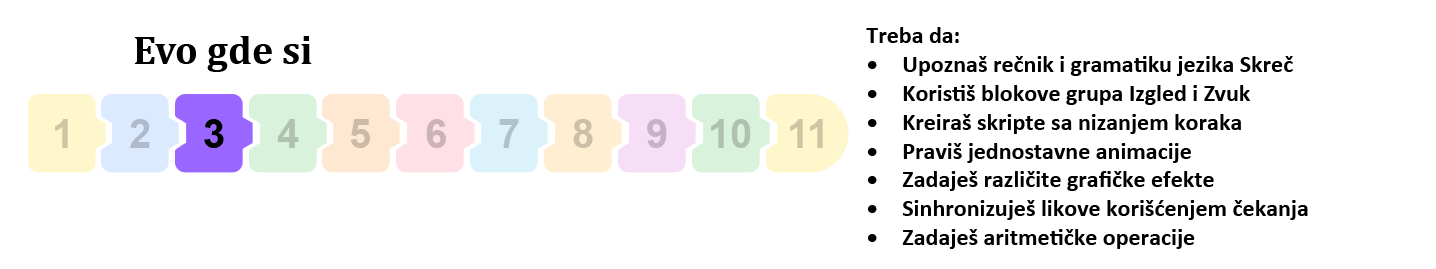 Evo gde si
1 2 3 4 5 6 7 8 9 10 11
Treba da:
• Upoznaš rečnik i gramatiku jezika Skreč
• Koristiš blokove grupa Izgled i Zvuk
• Kreiraš skripte sa nizanjem koraka
• Praviš jednostavne animacije
• Zadaješ različite grafičke efekte
• Sinhronizuješ likove korišćenjem čekanja
• Zadaješ aritmetičke operacije